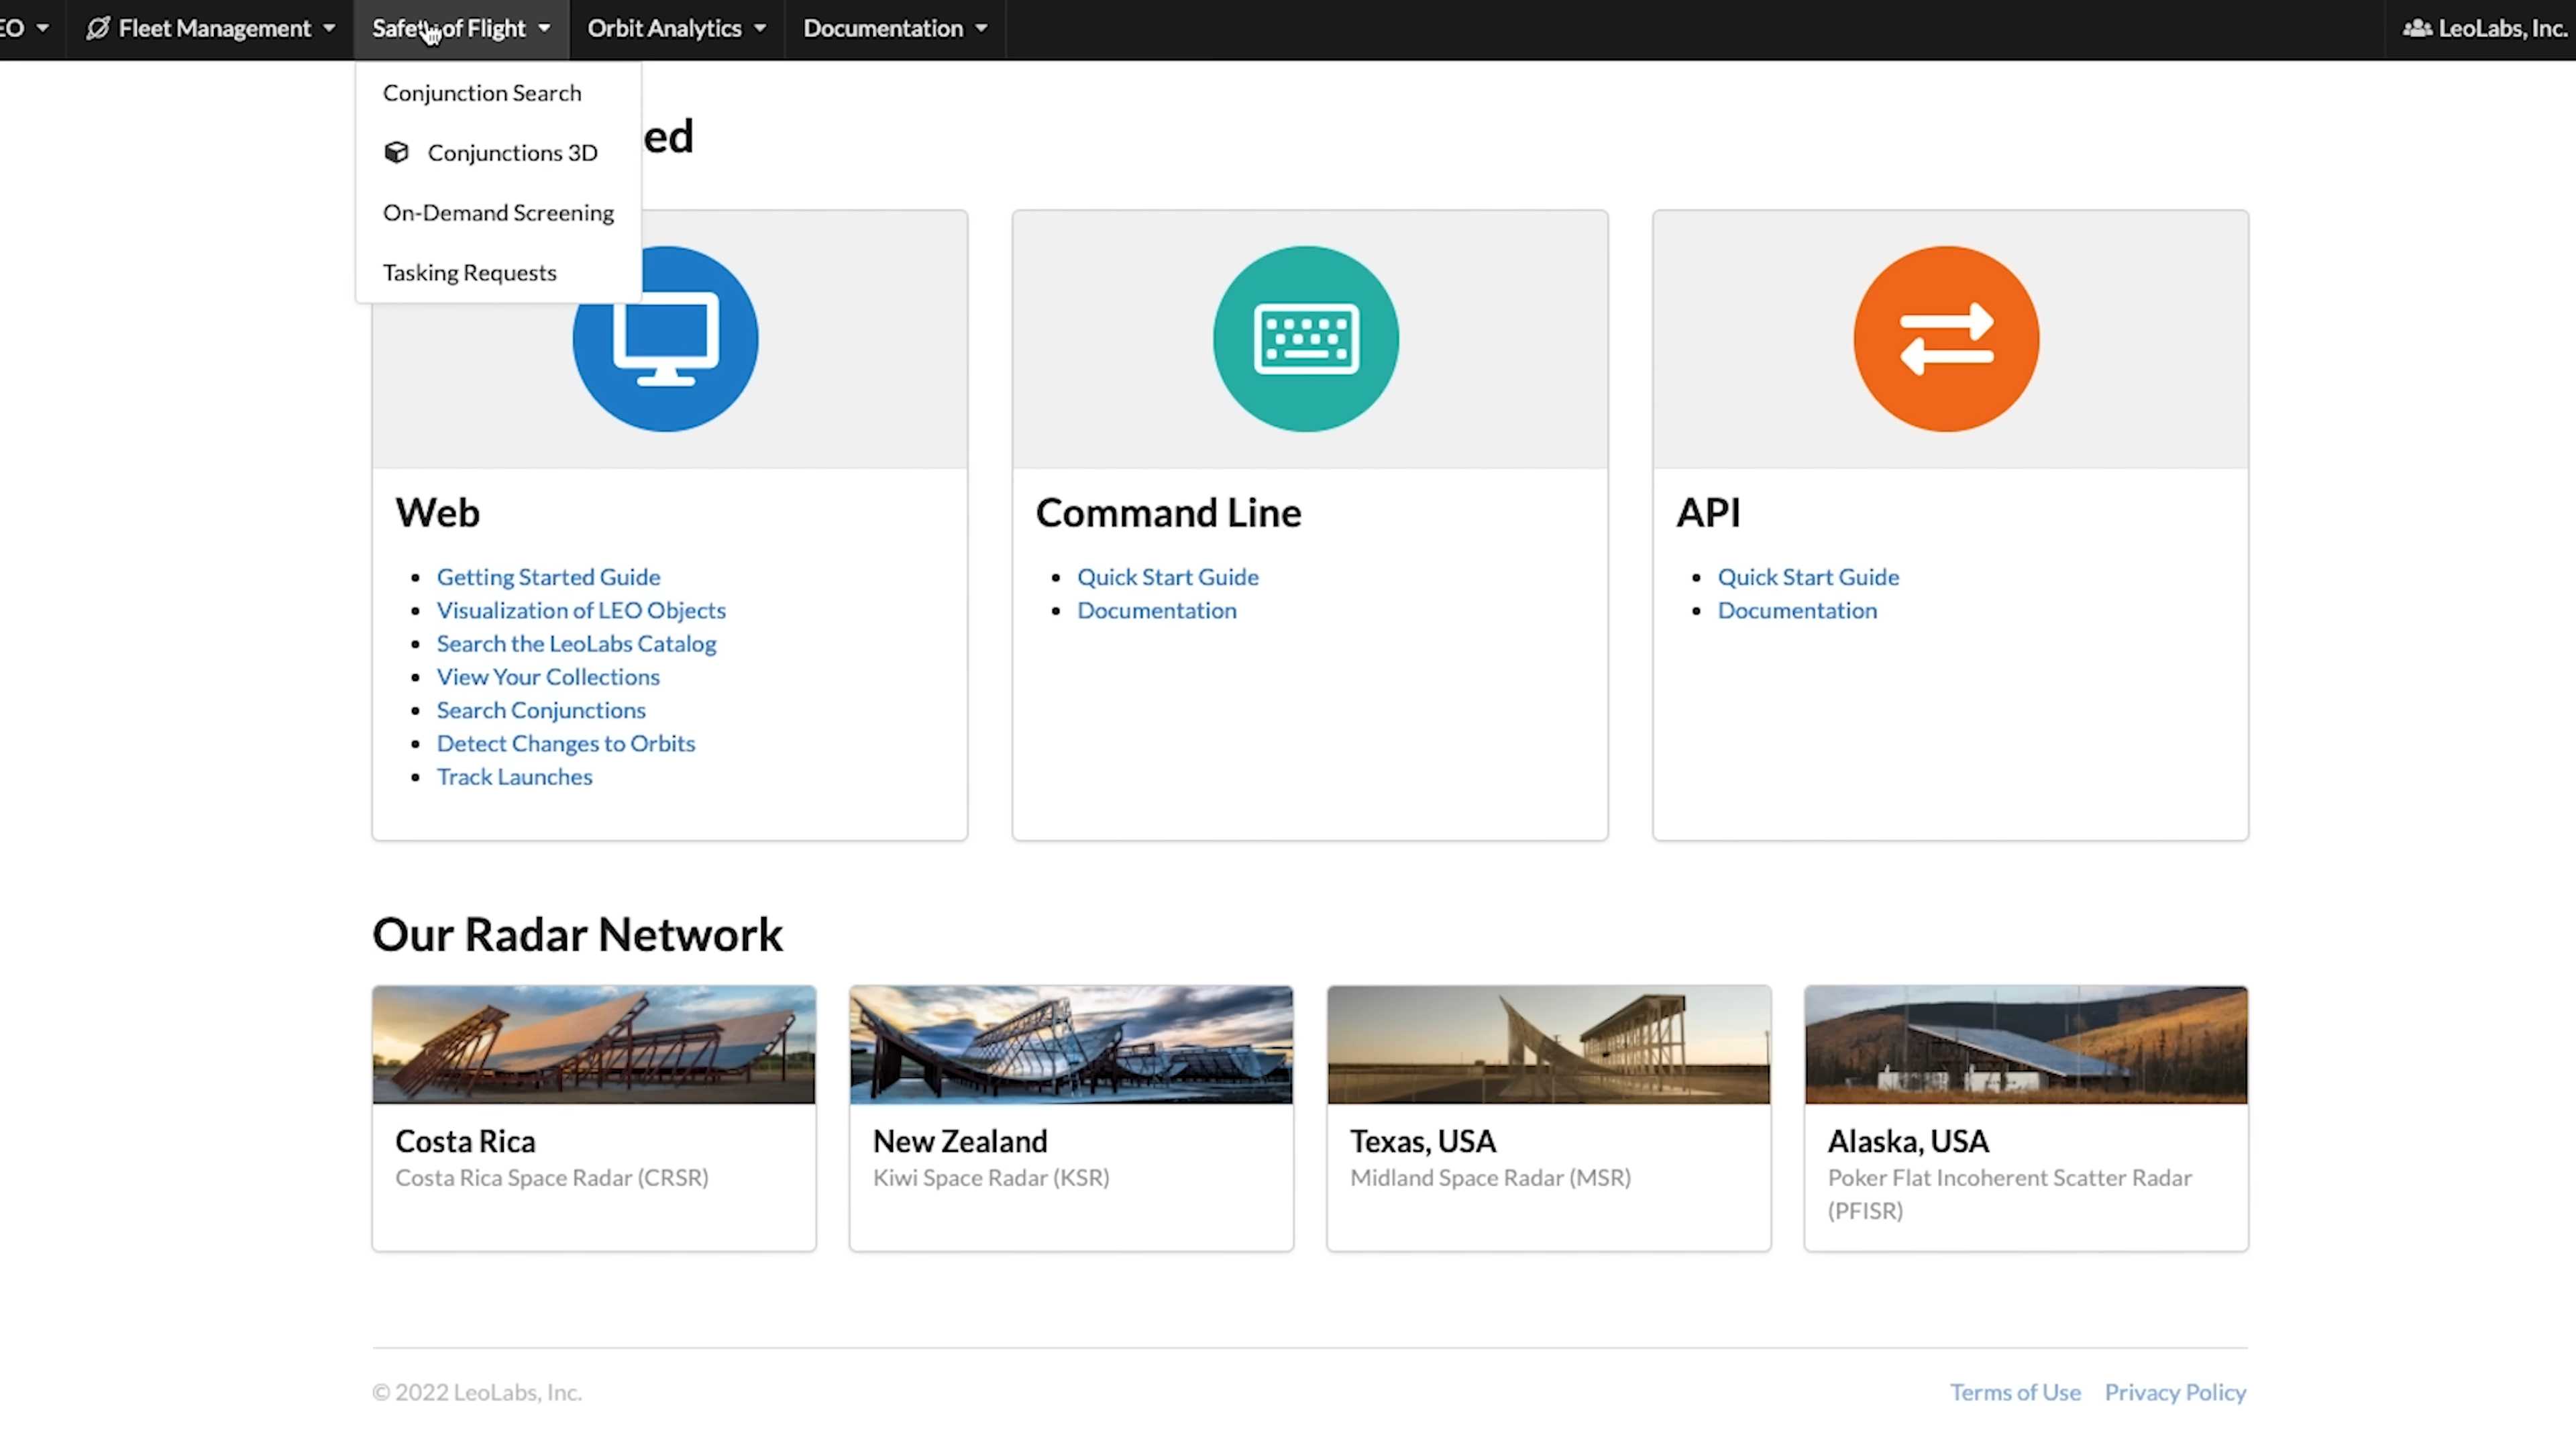 EO
Fleet Management
Safety of Flight
Orbit Analytics
Documentation
LeoLabs, Inc.
Conjunction Search
Conjunctions 3D
On-Demand Screening
Tasking Requests
ed
Web
Getting Started Guide
Visualization of LEO Objects
Search the LeoLabs Catalog
View Your Collections
Search Conjunctions
Detect Changes to Orbits
Track Launches
Command Line
Quick Start Guide
Documentation
API
Quick Start Guide
Documentation
Our Radar Network
Costa Rica
Costa Rica Space Radar (CRSR)
New Zealand
Kiwi Space Radar (KSR)
Texas, USA
Midland Space Radar (MSR)
Alaska, USA
Poker Flat Incoherent Scatter Radar
(PFISR)
© 2022 LeoLabs, Inc.
Terms of Use
Privacy Policy